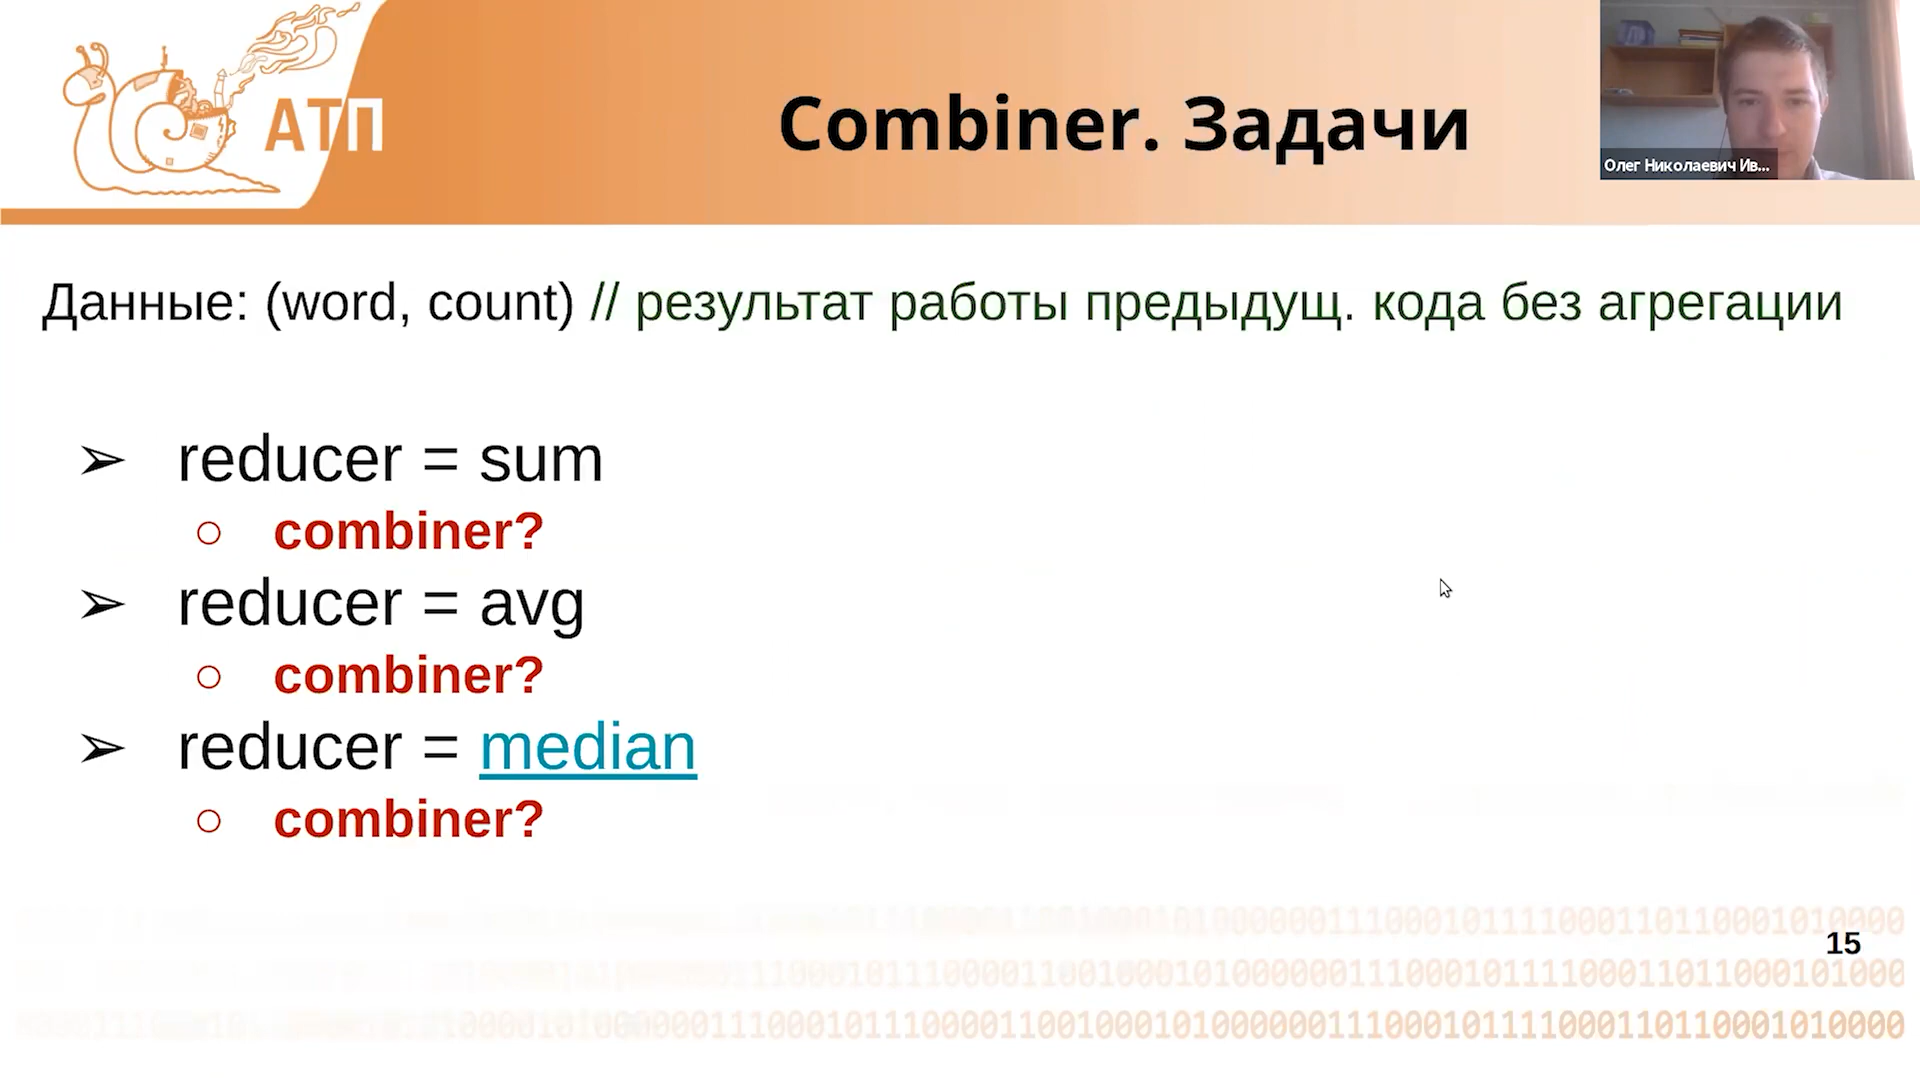 АТП
Combiner. Задачи
Олег Николаевич Ив...
Данные: (word, count) // результат работы предыдущ. кода без агрегации
➢ reducer = sum
○ combiner?
➢ reducer = avg
○ combiner?
➢ reducer = median
○ combiner?
15